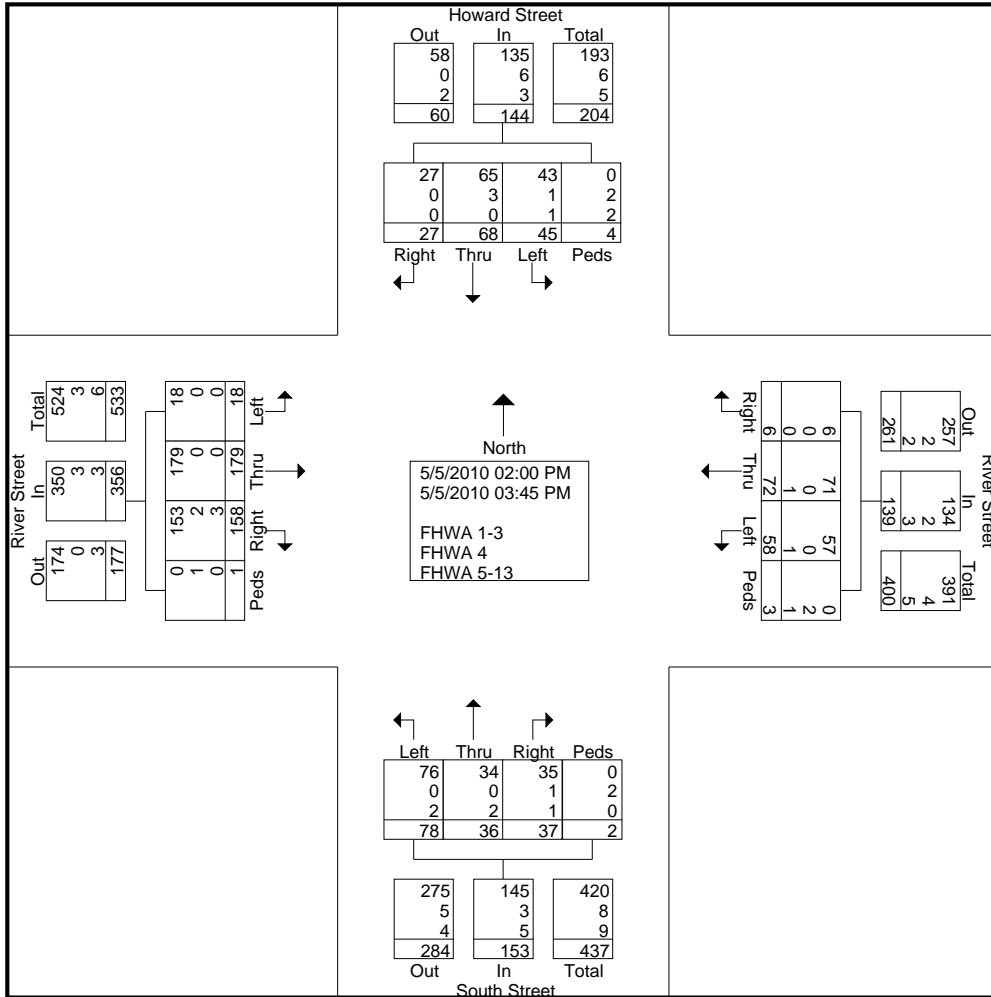 Howard Street
Out In Total
58 135 193
0 6 6
2 3 5
60 144 204
27 65 43 0
0 3 1 2
0 0 1 2
27 68 45 4
Right Thru Left Peds
River Street
Total In Out
524 350 174
3 3 0
6 3 3
533 356 177
18 179 153 0
0 0 2 1
0 0 3 0
18 179 158 1
Left Thru Right Peds
North
5/5/2010 02:00 PM
5/5/2010 03:45 PM
FHWA 1-3
FHWA 4
FHWA 5-13
Right Thru Left Peds
6 71 57 0
0 0 0 2
0 1 1 1
6 72 58 3
Out In Total
257 134 391
2 2 4
2 3 5
261 139 400
River Street
Left Thru Right Peds
76 34 35 0
0 0 1 2
2 2 1 0
78 36 37 2
275 145 420
5 3 8
4 5 9
284 153 437
Out In Total
South Street